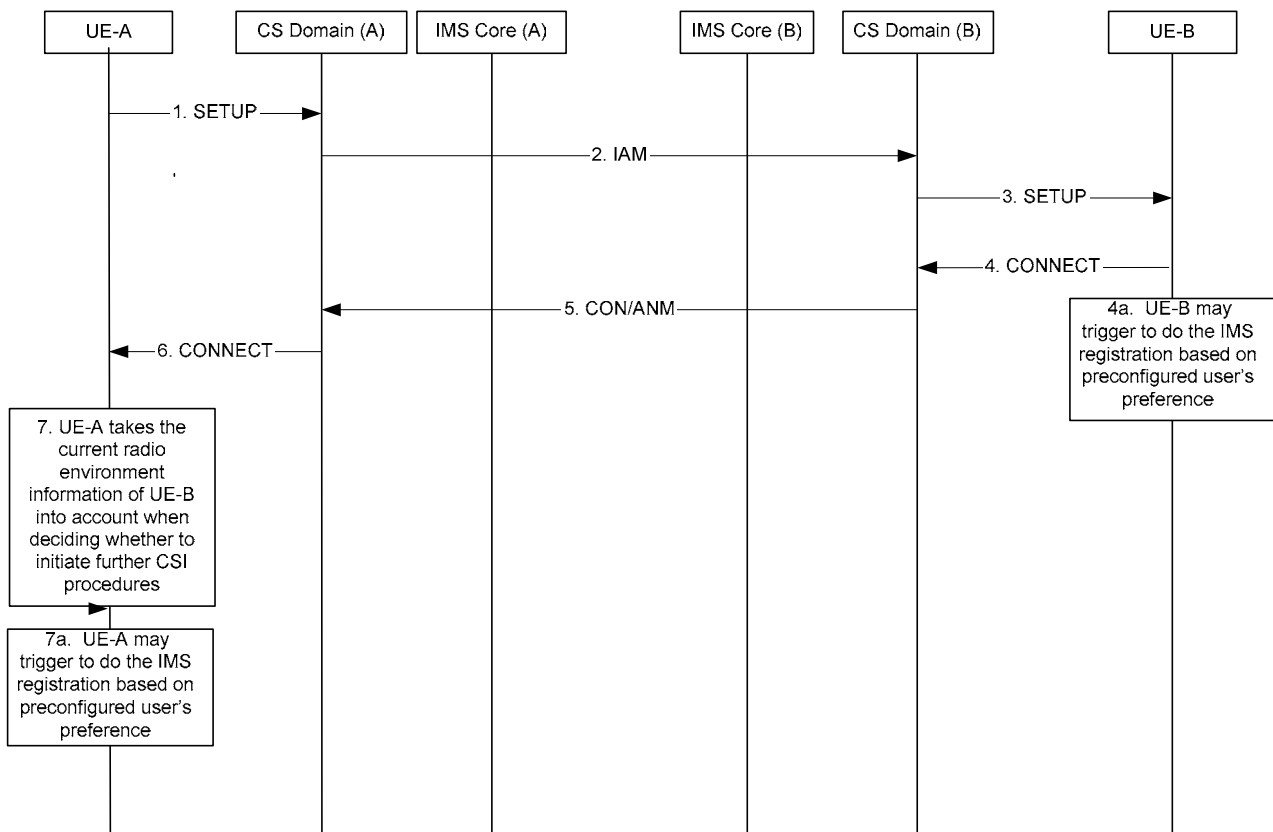 UE-A
CS Domain (A)
IMS Core (A)
IMS Core (B)
CS Domain (B)
UE-B
1. SETUP
2. IAM
3. SETUP
4. CONNECT
5. CON/ANM
4a. UE-B may
trigger to do the IMS
registration based on
preconfigured user's
preference
6. CONNECT
7. UE-A takes the
current radio
environment
information of UE-B
into account when
deciding whether to
initiate further CSI
procedures
7a. UE-A may
trigger to do the IMS
registration based on
preconfigured user's
preference